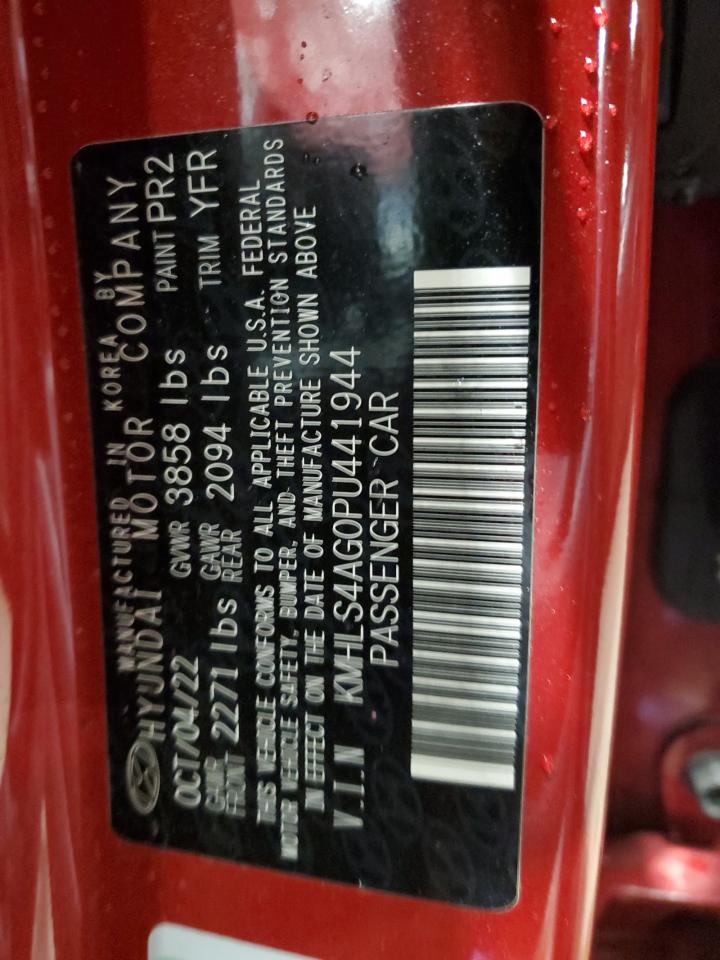 MANUFACTURED IN KOREA BY
HYUNDAI MOTOR COMPANY
OCT/04/22 GVWR 3858 lbs PAINT PR2
GAWR FRONT 2271 lbs GAWR REAR 2094 lbs TRIM YFR
THIS VEHICLE CONFORMS TO ALL APPLICABLE U.S.A. FEDERAL
MOTOR VEHICLE SAFETY, BUMPER, AND THEFT PREVENTION STANDARDS
IN EFFECT ON THE DATE OF MANUFACTURE SHOWN ABOVE
V.I.N KMHLS4AG0PU441944
PASSENGER CAR